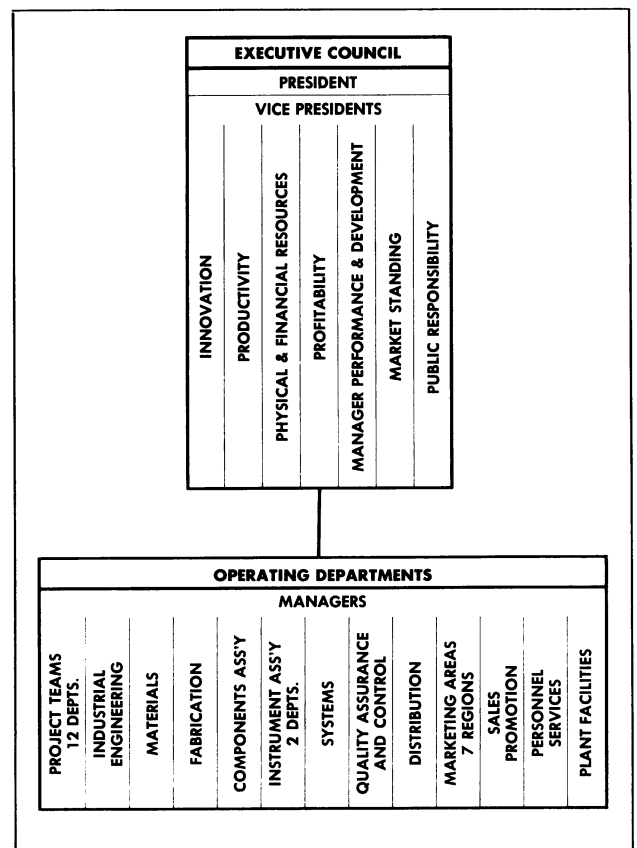 EXECUTIVE COUNCIL
PRESIDENT
VICE PRESIDENTS
INNOVATION
PRODUCTIVITY
PHYSICAL & FINANCIAL RESOURCES
PROFITABILITY
MANAGER PERFORMANCE & DEVELOPMENT
MARKET STANDING
PUBLIC RESPONSIBILITY
OPERATING DEPARTMENTS
MANAGERS
PROJECT TEAMS
12 DEPTS.
INDUSTRIAL
ENGINEERING
MATERIALS
FABRICATION
COMPONENTS ASS'Y
INSTRUMENT ASS'Y
2 DEPTS.
SYSTEMS
QUALITY ASSURANCE
AND CONTROL
DISTRIBUTION
MARKETING AREAS
7 REGIONS
SALES
PROMOTION
PERSONNEL
SERVICES
PLANT FACILITIES